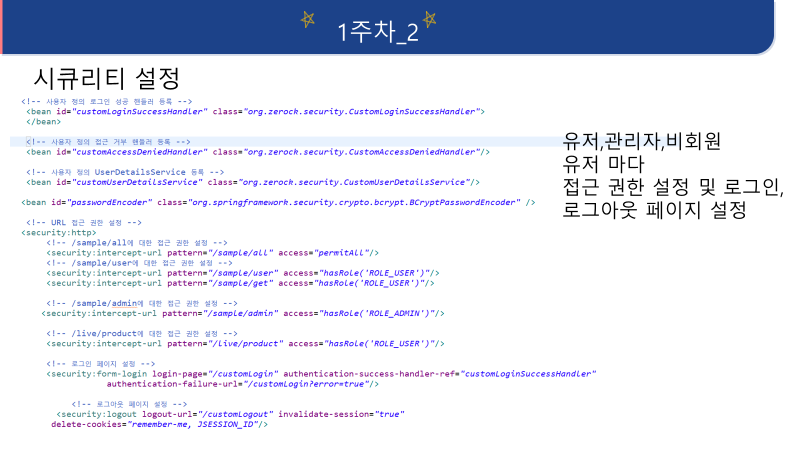 1주차_2
시큐리티 설정
<!-- 사용자 정의 로그인 성공 핸들러 등록 -->
<bean id="customLoginSuccessHandler" class="org.zerock.security.CustomLoginSuccessHandler">
</bean>
<!-- 사용자 정의 접근 거부 핸들러 등록 -->
<bean id="customAccessDeniedHandler" class="org.zerock.security.CustomAccessDeniedHandler"/>
<!-- 사용자 정의 UserDetailsService 등록 -->
<bean id="customUserDetailsService" class="org.zerock.security.CustomUserDetailsService"/>
<bean id="passwordEncoder" class="org.springframework.security.crypto.bcrypt.BCryptPasswordEncoder" />
<!-- URL 접근 권한 설정 -->
<security:http>
<!-- /sample/all에 대한 접근 권한 설정 -->
<security:intercept-url pattern="/sample/all" access="permitAll"/>
<!-- /sample/user에 대한 접근 권한 설정 -->
<security:intercept-url pattern="/sample/user" access="hasRole('ROLE_USER')"/>
<security:intercept-url pattern="/sample/get" access="hasRole('ROLE_USER')"/>
<!-- /sample/admin에 대한 접근 권한 설정 -->
<security:intercept-url pattern="/sample/admin" access="hasRole('ROLE_ADMIN')"/>
<!-- /live/product에 대한 접근 권한 설정 -->
<security:intercept-url pattern="/live/product" access="hasRole('ROLE_USER')"/>
<!-- 로그인 페이지 설정 -->
<security:form-login login-page="/customLogin" authentication-success-handler-ref="customLoginSuccessHandler"
authentication-failure-url="/customLogin?error=true"/>
<!-- 로그아웃 페이지 설정 -->
<security:logout logout-url="/customLogout" invalidate-session="true"
delete-cookies="remember-me, JSESSION_ID"/>
유저,관리자,비회원
유저 마다
접근 권한 설정 및 로그인,
로그아웃 페이지 설정